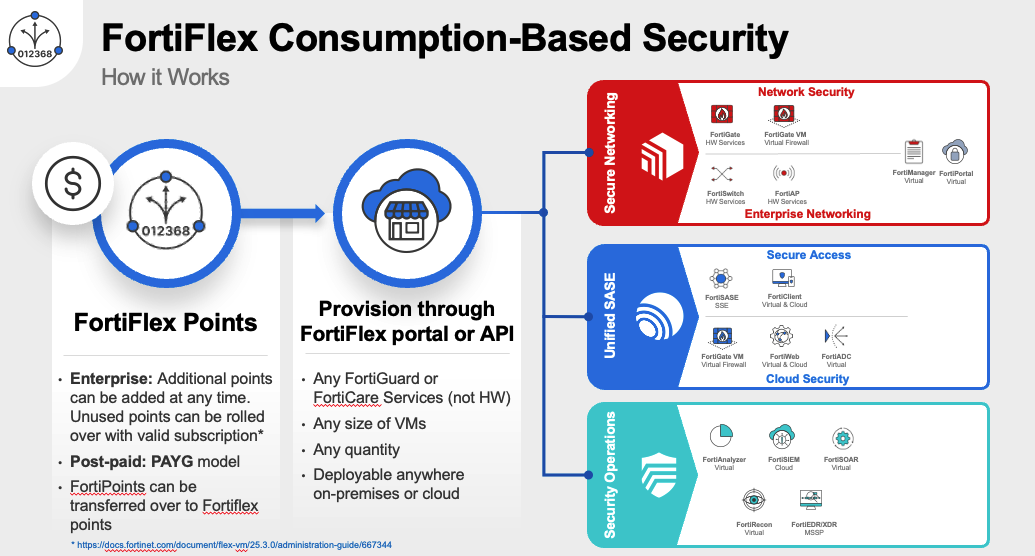 012368
FortiFlex Consumption-Based Security
How it Works
$
012368
FortiFlex Points
• Enterprise: Additional points
can be added at any time.
Unused points can be rolled
over with valid subscription*
• Post-paid: PAYG model
• FortiPoints can be
transferred over to Fortiflex
points
Provision through
FortiFlex portal or API
• Any FortiGuard or
FortiCare Services (not HW)
• Any size of VMs
• Any quantity
• Deployable anywhere
on-premises or cloud
* https://docs.fortinet.com/document/flex-vm/25.3.0/administration-guide/667344
Secure Networking
Network Security
FortiGate
HW Services
FortiGate VM
Virtual Firewall
FortiManager
Virtual
FortiPortal
Virtual
FortiSwitch
HW Services
FortiAP
HW Services
Enterprise Networking
Unified SASE
Secure Access
FortiSASE
SSE
FortiClient
Virtual & Cloud
FortiGate VM
Virtual Firewall
FortiWeb
Virtual & Cloud
FortiADC
Virtual
Cloud Security
Security Operations
FortiAnalyzer
Virtual
FortiSIEM
Cloud
FortiSOAR
Virtual
FortiRecon
Virtual
FortiEDR/XDR
MSSP